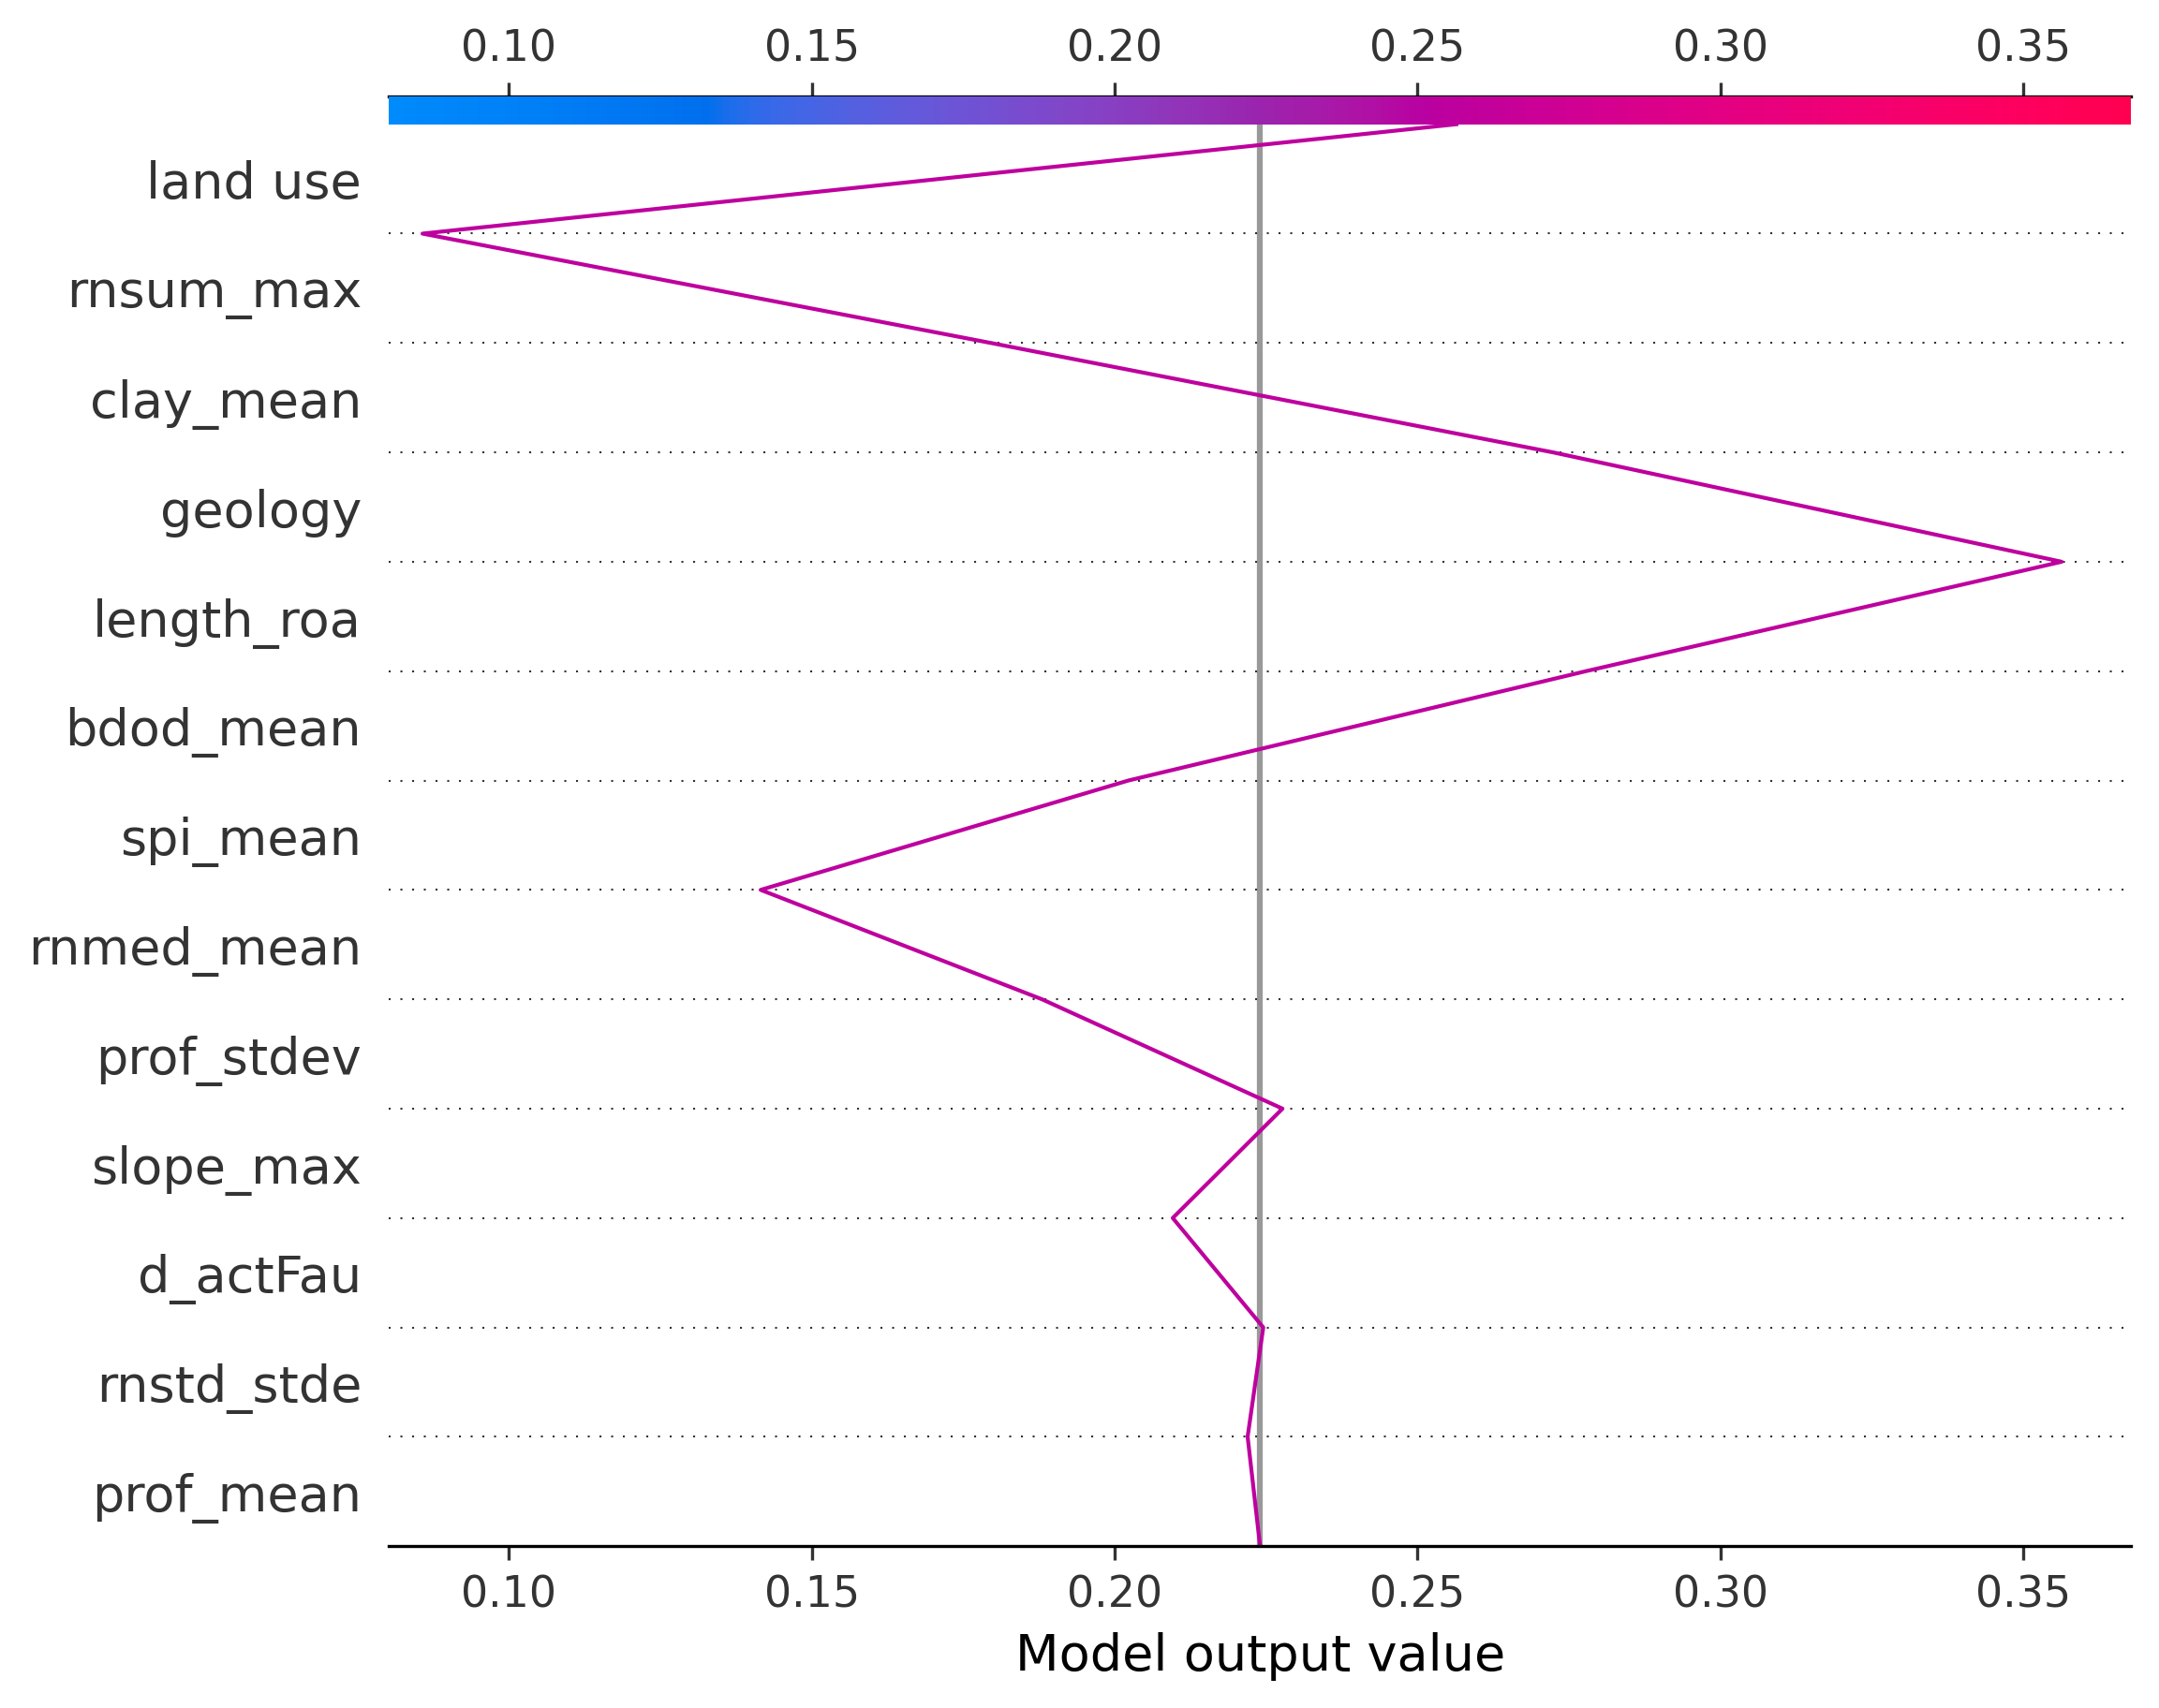 0.10 0.15 0.20 0.25 0.30 0.35
land use
rnsum_max
clay_mean
geology
length_roa
bdod_mean
spi_mean
rnmed_mean
prof_stdev
slope_max
d_actFau
rnstd_stde
prof_mean
0.10 0.15 0.20 0.25 0.30 0.35
Model output value